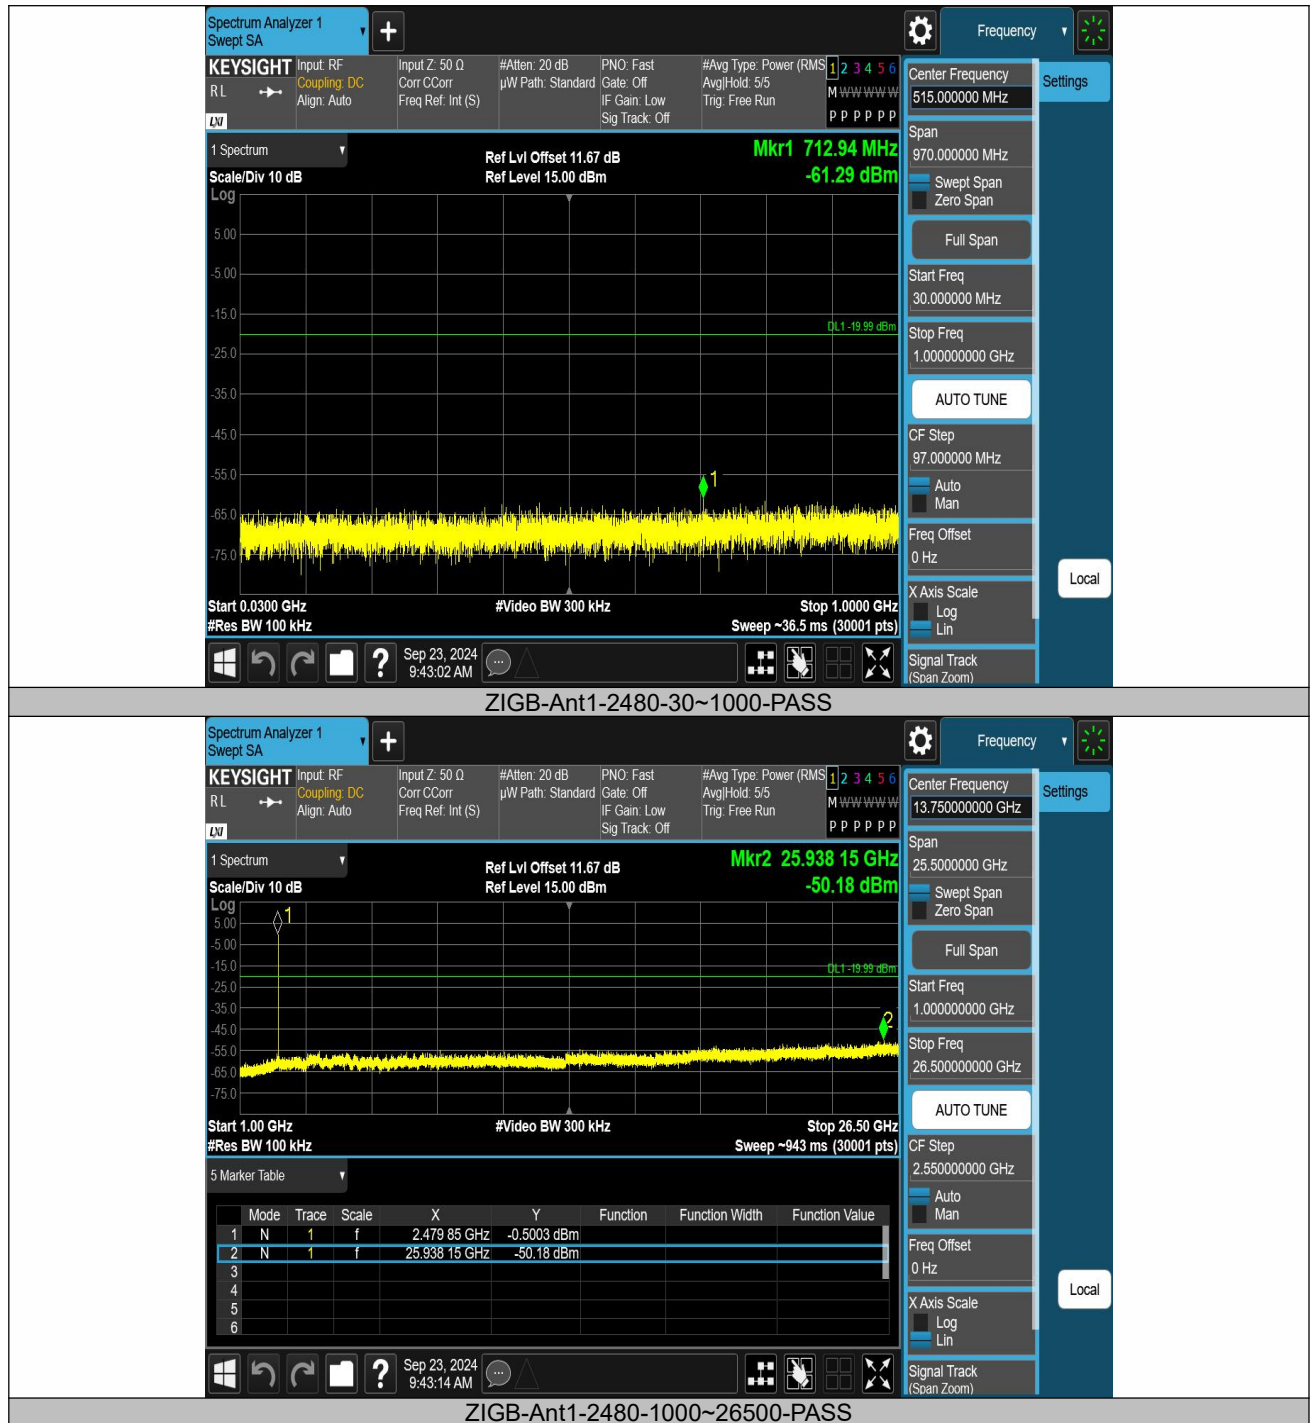 Spectrum Analyzer 1
Swept SA
Frequency
KEYSIGHT
RL
LXI
Input: RF
Coupling: DC
Align: Auto
Input Z: 50 Ω
Corr CCorr
Freq Ref: Int (S)
#Atten: 20 dB
µW Path: Standard
PNO: Fast
Gate: Off
IF Gain: Low
Sig Track: Off
#Avg Type: Power (RMS
Avg|Hold: 5/5
Trig: Free Run
1 2 3 4 5 6
M W W W W W
P P P P P P
Center Frequency
515.000000 MHz
Settings
1 Spectrum
Scale/Div 10 dB
Ref Lvl Offset 11.67 dB
Ref Level 15.00 dBm
Mkr1 712.94 MHz
-61.29 dBm
Log
5.00
-5.00
-15.0
-25.0
-35.0
-45.0
-55.0
-65.0
-75.0
DL1 -19.99 dBm
1
Start 0.0300 GHz
#Res BW 100 kHz
#Video BW 300 kHz
Stop 1.0000 GHz
Sweep ~36.5 ms (30001 pts)
Span
970.000000 MHz
Swept Span
Zero Span
Full Span
Start Freq
30.000000 MHz
Stop Freq
1.000000000 GHz
AUTO TUNE
CF Step
97.000000 MHz
Auto
Man
Freq Offset
0 Hz
X Axis Scale
Log
Lin
Signal Track
(Span Zoom)
Local
Sep 23, 2024
9:43:02 AM
ZIGB-Ant1-2480-30~1000-PASS
Spectrum Analyzer 1
Swept SA
Frequency
KEYSIGHT
RL
LXI
Input: RF
Coupling: DC
Align: Auto
Input Z: 50 Ω
Corr CCorr
Freq Ref: Int (S)
#Atten: 20 dB
µW Path: Standard
PNO: Fast
Gate: Off
IF Gain: Low
Sig Track: Off
#Avg Type: Power (RMS
Avg|Hold: 5/5
Trig: Free Run
1 2 3 4 5 6
M W W W W W
P P P P P P
Center Frequency
13.750000000 GHz
Settings
1 Spectrum
Scale/Div 10 dB
Ref Lvl Offset 11.67 dB
Ref Level 15.00 dBm
Mkr2 25.938 15 GHz
-50.18 dBm
Log
5.00
-5.00
-15.0
-25.0
-35.0
-45.0
-55.0
-65.0
-75.0
1
DL1 -19.99 dBm
2
Start 1.00 GHz
#Res BW 100 kHz
#Video BW 300 kHz
Stop 26.50 GHz
Sweep ~943 ms (30001 pts)
5 Marker Table
Mode Trace Scale X Y Function Function Width Function Value
1 N 1 f 2.479 85 GHz -0.5003 dBm
2 N 1 f 25.938 15 GHz -50.18 dBm
3
4
5
6
Span
25.5000000 GHz
Swept Span
Zero Span
Full Span
Start Freq
1.000000000 GHz
Stop Freq
26.500000000 GHz
AUTO TUNE
CF Step
2.550000000 GHz
Auto
Man
Freq Offset
0 Hz
X Axis Scale
Log
Lin
Signal Track
(Span Zoom)
Local
Sep 23, 2024
9:43:14 AM
ZIGB-Ant1-2480-1000~26500-PASS